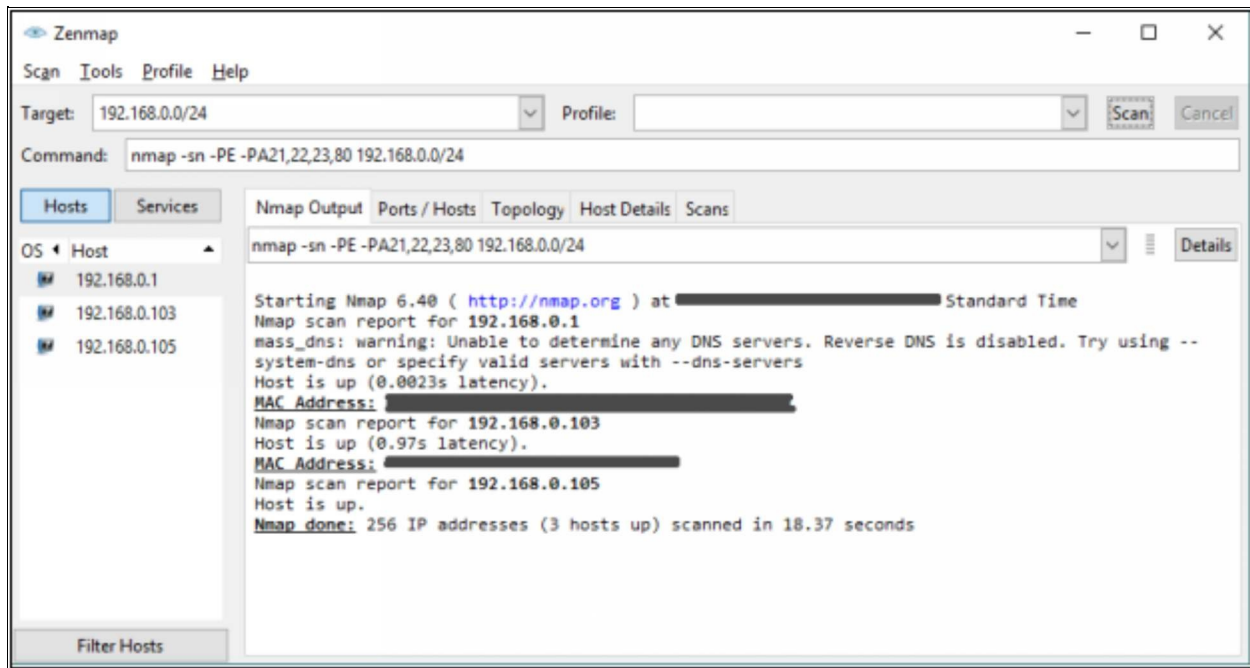 Zenmap
Scan Tools Profile Help
Target: 192.168.0.0/24 Profile: Scan Cancel
Command: nmap -sn -PE -PA21,22,23,80 192.168.0.0/24
Hosts Services
Nmap Output Ports / Hosts Topology Host Details Scans
OS Host
nmap -sn -PE -PA21,22,23,80 192.168.0.0/24 Details
192.168.0.1
192.168.0.103
192.168.0.105
Starting Nmap 6.40 ( http://nmap.org ) at Standard Time
Nmap scan report for 192.168.0.1
mass_dns: warning: Unable to determine any DNS servers. Reverse DNS is disabled. Try using --
system-dns or specify valid servers with --dns-servers
Host is up (0.0023s latency).
MAC Address:
Nmap scan report for 192.168.0.103
Host is up (0.97s latency).
MAC Address:
Nmap scan report for 192.168.0.105
Host is up.
Nmap done: 256 IP addresses (3 hosts up) scanned in 18.37 seconds
Filter Hosts